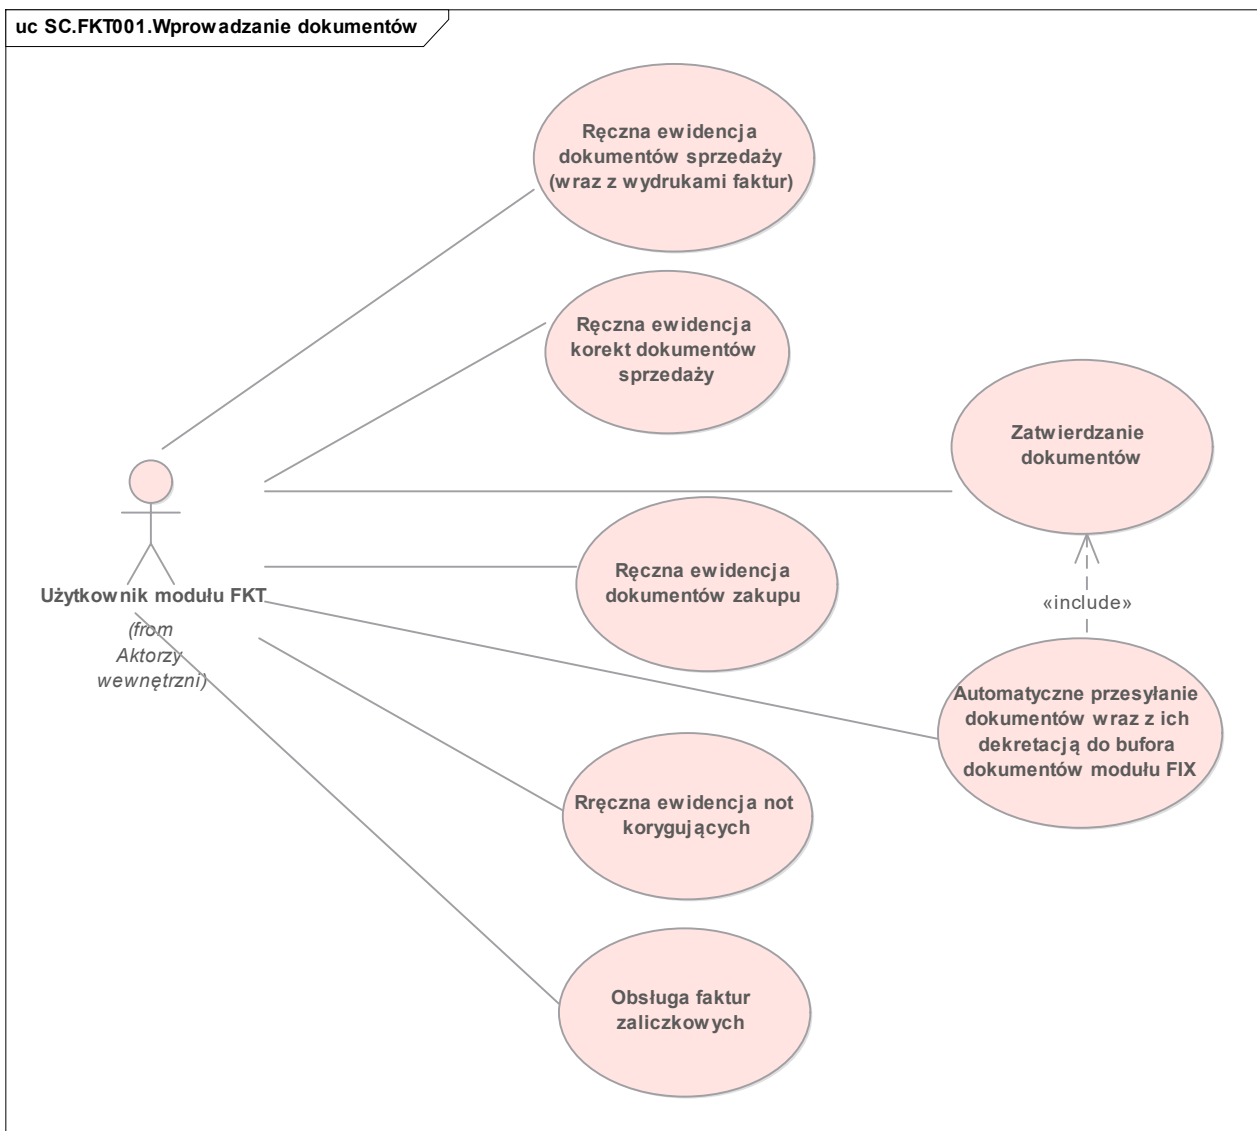 uc SC.FKT001.Wprowadzanie dokumentów
Ręczna ewidencja
dokumentów sprzedaży
(wraz z wydrukami faktur)
Ręczna ewidencja
korekt dokumentów
sprzedaży
Zatwierdzanie
dokumentów
Ręczna ewidencja
dokumentów zakupu
«include»
Użytkownik modułu FKT
(from
Aktorzy
wewnętrzni)
Automatyczne przesyłanie
dokumentów wraz z ich
dekretacją do bufora
dokumentów modułu FIX
Rręczna ewidencja not
korygujących
Obsługa faktur
zaliczkowych